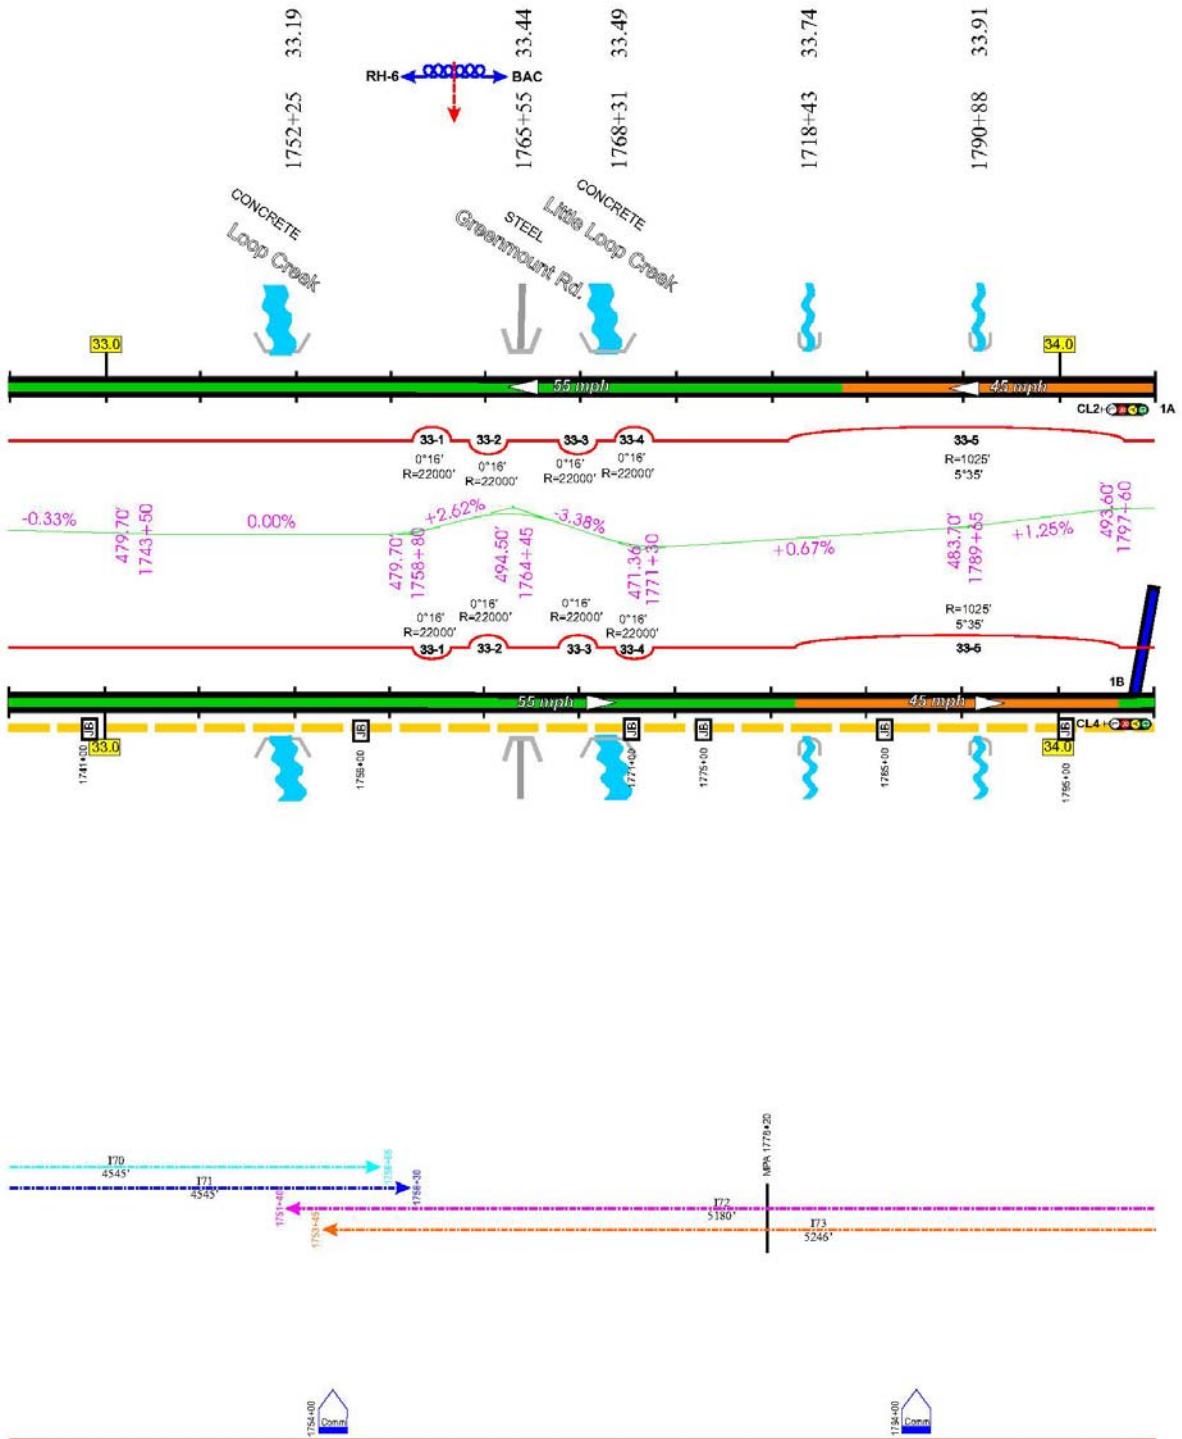 1752+25 33.19
1765+55 33.44
1768+31 33.49
1718+43 33.74
1790+88 33.91
RH-6 BAC
CONCRETE
Loop Creek
STEEL
Greenmount Rd.
CONCRETE
Little Loop Creek
33.0 34.0
55 mph 45 mph
CL2 1A
33-1 33-2 33-3 33-4 33-5
0°16' 0°16' 0°16' 0°16' R=1025'
R=22000' R=22000' R=22000' R=22000' 5°35'
-0.33% 0.00% +2.62% -3.38% +0.67% +1.25%
479.70' 1743+50
479.70' 1758+80
494.50' 1764+45
471.36' 1771+30
483.70' 1789+65
493.60' 1797+60
0°16' 0°16' 0°16' 0°16' R=1025'
R=22000' R=22000' R=22000' R=22000' 5°35'
33-1 33-2 33-3 33-4 33-5
1B
55 mph 45 mph
JB JB JB JB JB JB CL4
33.0 34.0
1741+00 1771+00 1775+00 1795+00
MPA 1778+20
I70
4545'
I71
4545'
1751+40
1753+45
I72
5180'
I73
5246'
1754+00 Comm
1794+00 Comm